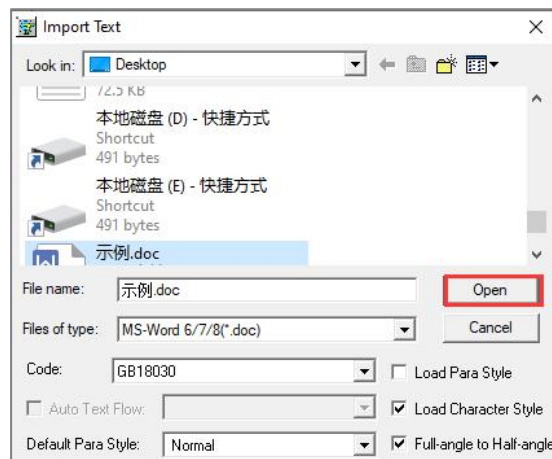 Import Text
Look in: Desktop
72.5 KB
本地磁盘 (D) - 快捷方式
Shortcut
491 bytes
本地磁盘 (E) - 快捷方式
Shortcut
491 bytes
示例.doc
File name: 示例.doc Open
Files of type: MS-Word 6/7/8(*.doc) Cancel
Code: GB18030 Load Para Style
Auto Text Flow: Load Character Style
Default Para Style: Normal Full-angle to Half-angle